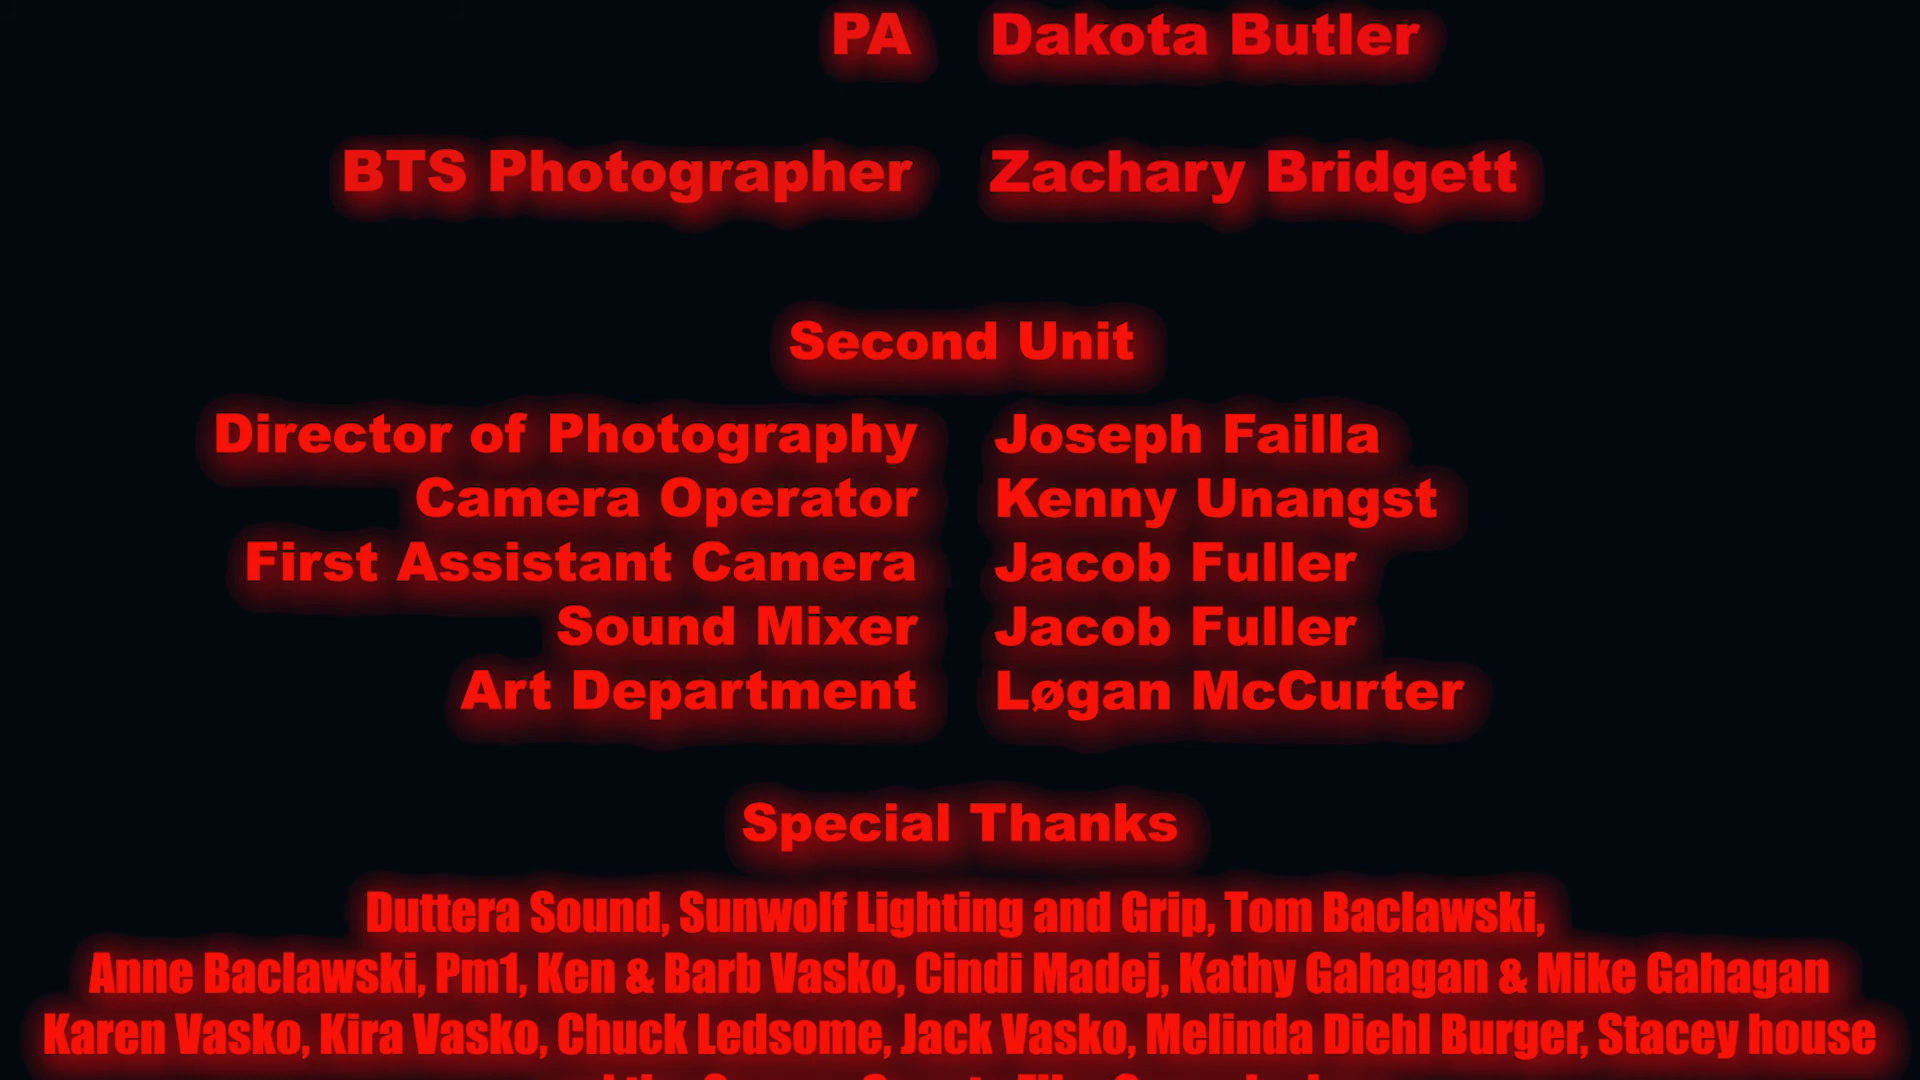 PA Dakota Butler
BTS Photographer Zachary Bridgett
Second Unit
Director of Photography Joseph Failla
Camera Operator Kenny Unangst
First Assistant Camera Jacob Fuller
Sound Mixer Jacob Fuller
Art Department Løgan McCurter
Special Thanks
Duttera Sound, Sunwolf Lighting and Grip, Tom Baclawski,
Anne Baclawski, Pm1, Ken & Barb Vasko, Cindi Madej, Kathy Gahagan & Mike Gahagan
Karen Vasko, Kira Vasko, Chuck Ledsome, Jack Vasko, Melinda Diehl Burger, Stacey house